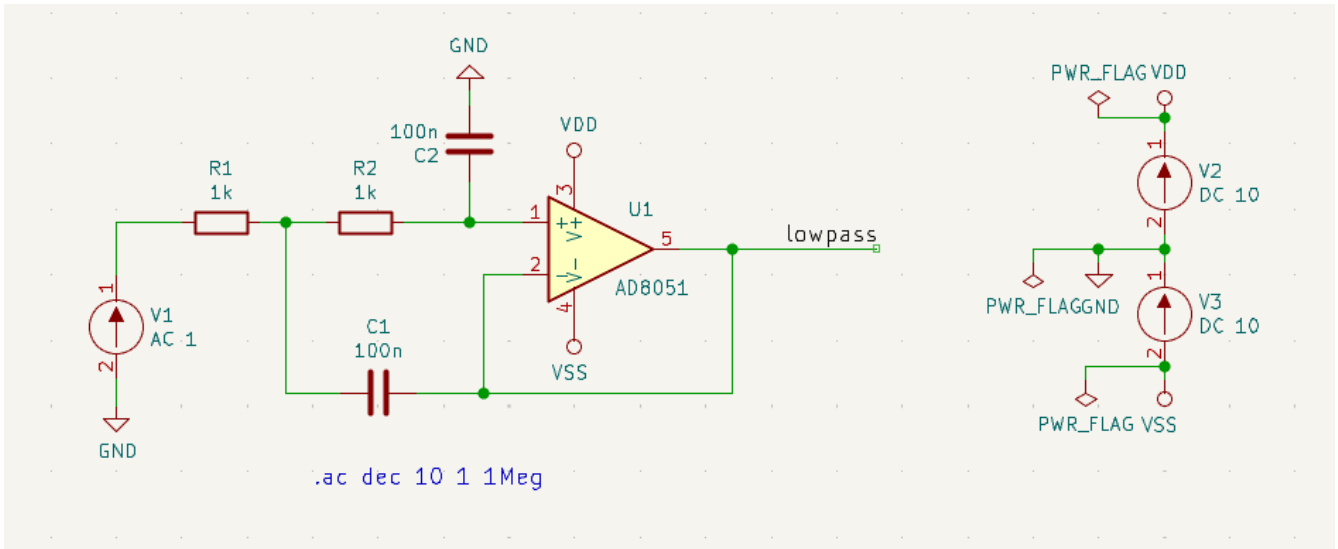 GND
PWR_FLAG VDD
100n
C2
VDD
R1
1k
R2
1k
3
1
U1
1
V+
V2
DC 10
2
lowpass
5
2
V-
AD8051
4
1
V1
AC 1
2
C1
100n
VSS
GND
PWR_FLAG GND
1
V3
DC 10
2
PWR_FLAG VSS
.ac dec 10 1 1Meg